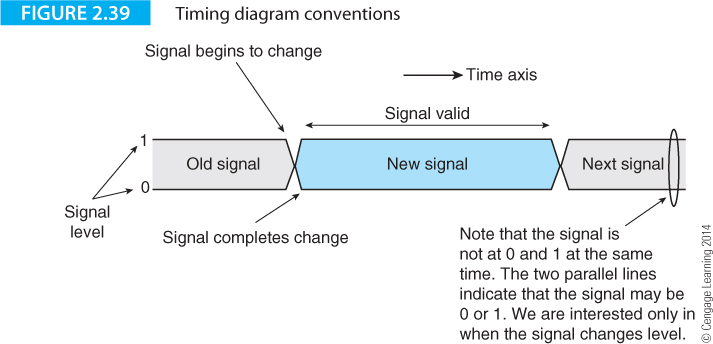 FIGURE 2.39 Timing diagram conventions
Signal begins to change
Time axis
Signal valid
1
Old signal
New signal
Next signal
0
Signal
level
Signal completes change
Note that the signal is
not at 0 and 1 at the same
time. The two parallel lines
indicate that the signal may be
0 or 1. We are interested only in
when the signal changes level.
© Cengage Learning 2014